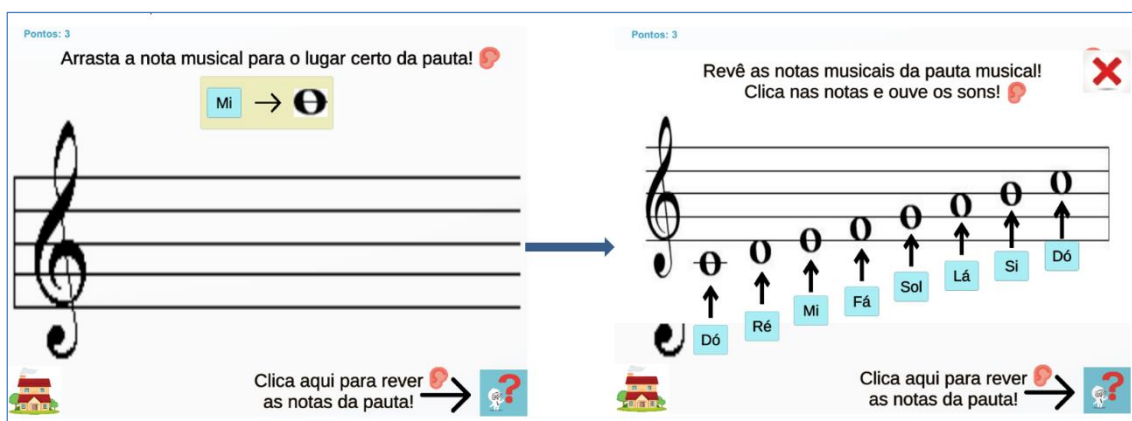 Pontos: 3
Arrasta a nota musical para o lugar certo da pauta!
Mi
Clica aqui para rever
as notas da pauta!
Pontos: 3
Revê as notas musicais da pauta musical!
Clica nas notas e ouve os sons!
Dó
Ré
Mi
Fá
Sol
Lá
Si
Dó
Clica aqui para rever
as notas da pauta!